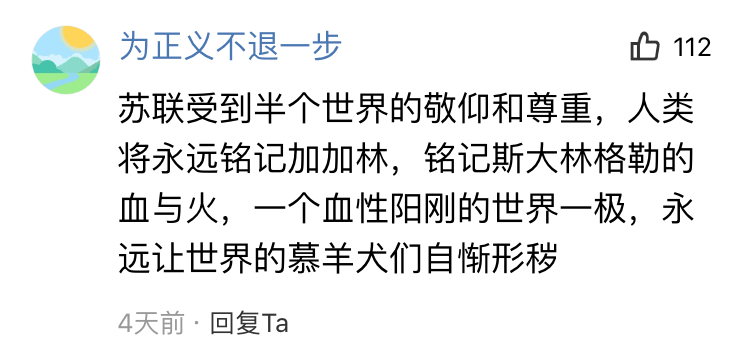 为正义不退一步
112
苏联受到半个世界的敬仰和尊重，人类
将永远铭记加加林，铭记斯大林格勒的
血与火，一个血性阳刚的世界一极，永
远让世界的慕羊犬们自惭形秽
4天前 · 回复Ta